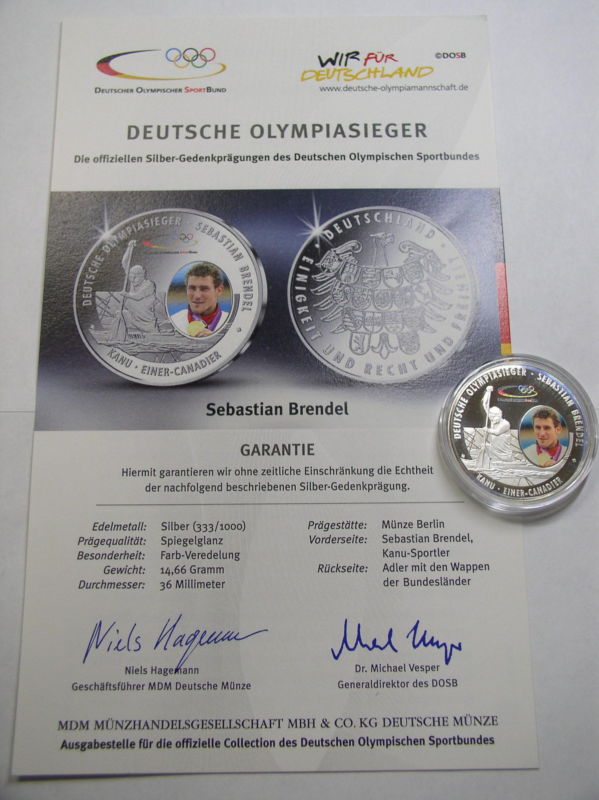 DEUTSCHER OLYMPISCHER SPORTBUND
WIR FÜR
DEUTSCHLAND
©DOSB
www.deutsche-olympiamannschaft.de
DEUTSCHE OLYMPIASIEGER
Die offiziellen Silber-Gedenkprägungen des Deutschen Olympischen Sportbundes
DEUTSCHE OLYMPIASIEGER · SEBASTIAN BRENDEL
KANU · EINER-CANADIER
· DEUTSCHLAND ·
EINIGKEIT UND RECHT UND FREIHEIT
Sebastian Brendel
DEUTSCHE OLYMPIASIEGER · SEBASTIAN BRENDEL
KANU · EINER-CANADIER
GARANTIE
Hiermit garantieren wir ohne zeitliche Einschränkung die Echtheit
der nachfolgend beschriebenen Silber-Gedenkprägung.
Edelmetall: Silber (333/1000)
Prägequalität: Spiegelglanz
Besonderheit: Farb-Veredelung
Gewicht: 14,66 Gramm
Durchmesser: 36 Millimeter
Prägestätte: Münze Berlin
Vorderseite: Sebastian Brendel,
Kanu-Sportler
Rückseite: Adler mit den Wappen
der Bundesländer
Niels Hagemann
Niels Hagemann
Geschäftsführer MDM Deutsche Münze
Dr. Michael Vesper
Generaldirektor des DOSB
MDM MÜNZHANDELSGESELLSCHAFT MBH & CO. KG DEUTSCHE MÜNZE
Ausgabestelle für die offizielle Collection des Deutschen Olympischen Sportbundes